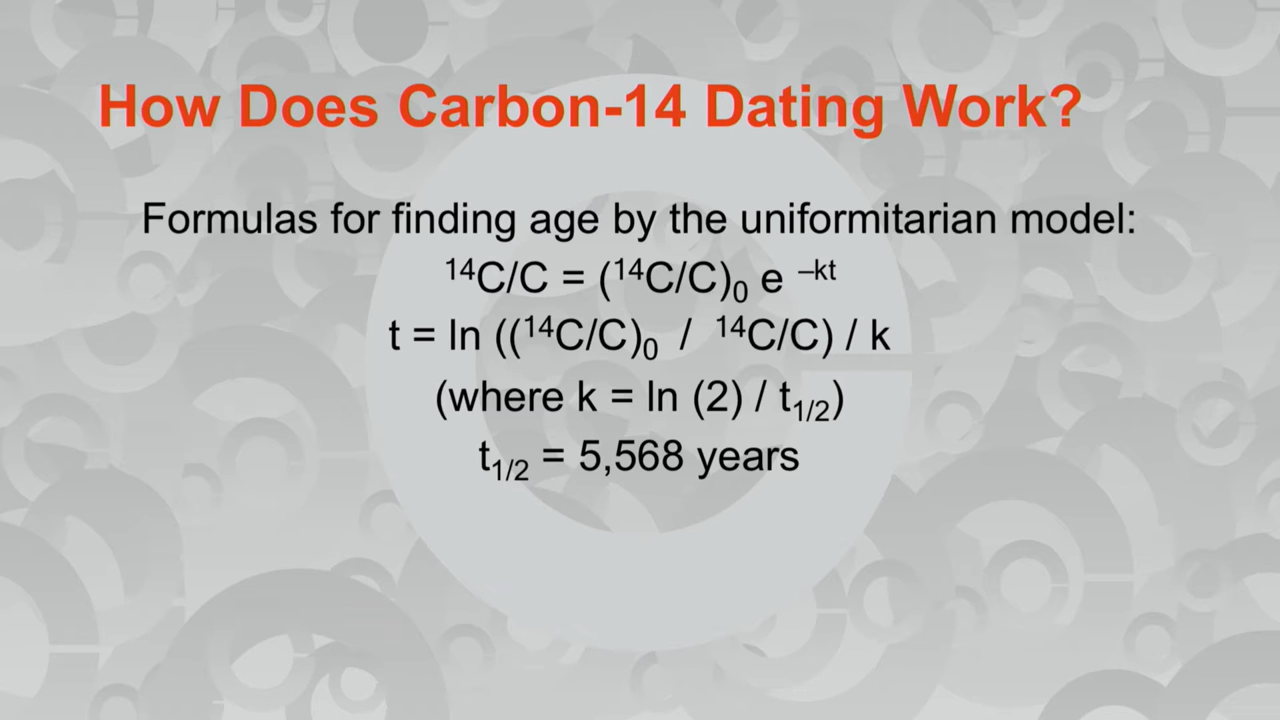 How Does Carbon-14 Dating Work?
Formulas for finding age by the uniformitarian model:
¹⁴C/C = (¹⁴C/C)₀ e ⁻ᵏᵗ
t = ln ((¹⁴C/C)₀ / ¹⁴C/C) / k
(where k = ln (2) / t₁/₂)
t₁/₂ = 5,568 years